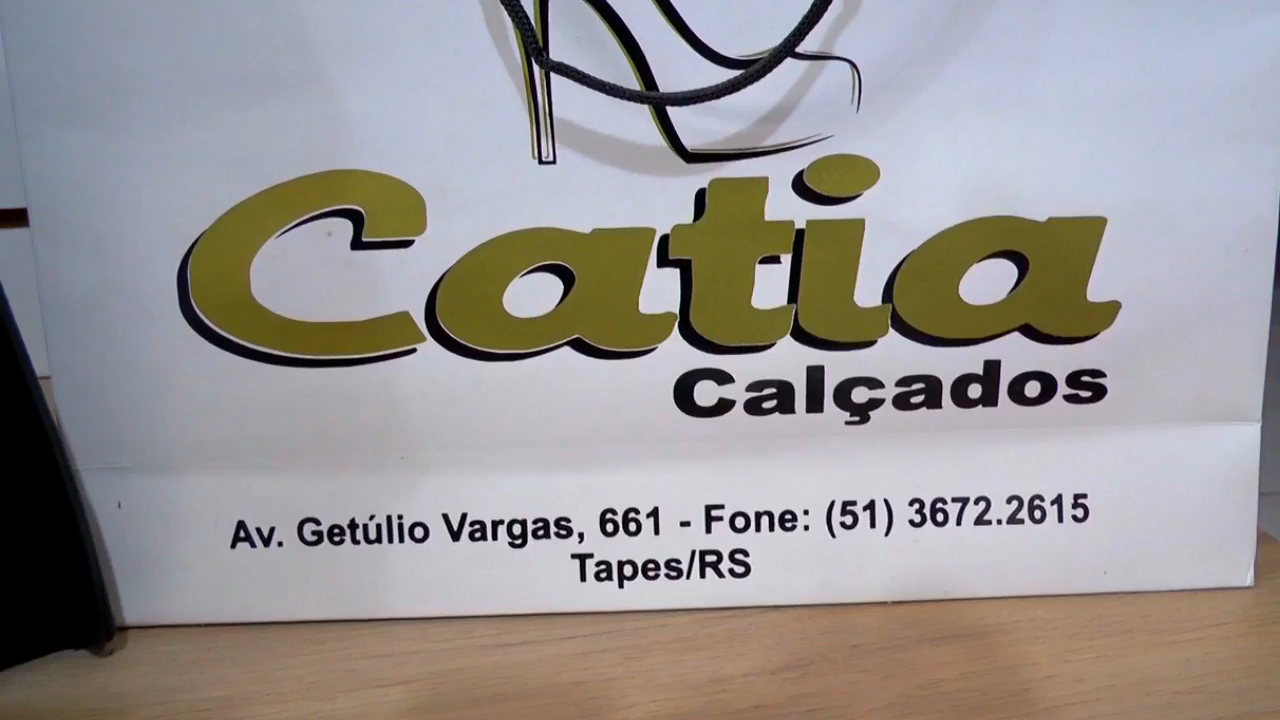 Catia
Calçados
Av. Getúlio Vargas, 661 - Fone: (51) 3672.2615
Tapes/RS